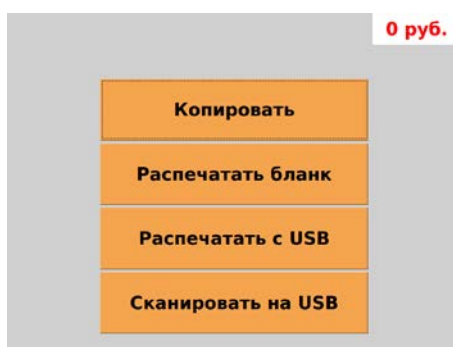 0 руб.
Копировать
Распечатать бланк
Распечатать с USB
Сканировать на USB